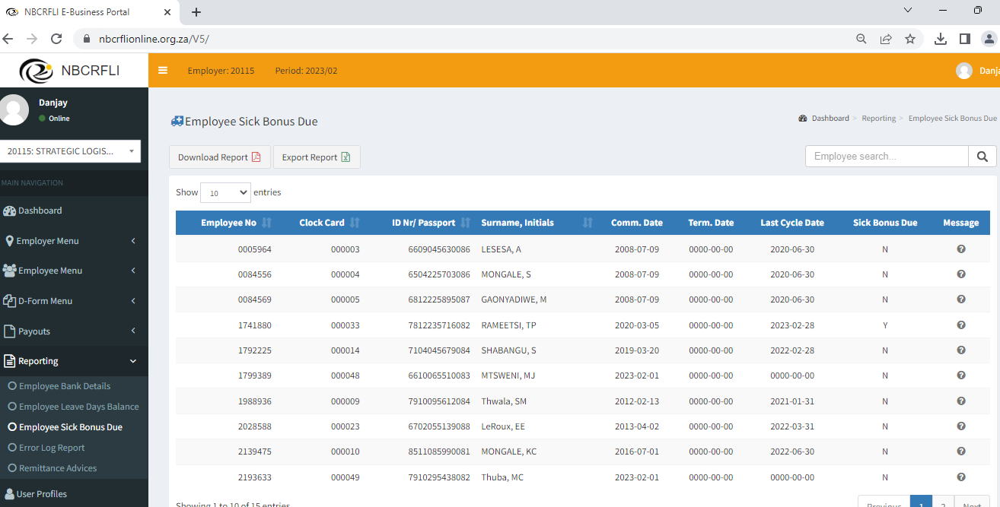 NBCRFLI E-Business Portal
nbcrflionline.org.za/V5/
NBCRFLI
Employer: 20115 Period: 2023/02
Danjay
Online
20115: STRATEGIC LOGIS...
MAIN NAVIGATION
Dashboard
Employer Menu
Employee Menu
D-Form Menu
Payouts
Reporting
Employee Bank Details
Employee Leave Days Balance
Employee Sick Bonus Due
Error Log Report
Remittance Advices
User Profiles
Employee Sick Bonus Due
Dashboard > Reporting > Employee Sick Bonus Due
Download Report Export Report
Employee search...
Show 10 entries
Employee No Clock Card ID Nr/ Passport Surname, Initials Comm. Date Term. Date Last Cycle Date Sick Bonus Due Message
0005964 000003 6609045630086 LESESA, A 2008-07-09 0000-00-00 2020-06-30 N
0084556 000004 6504225703086 MONGALE, S 2008-07-09 0000-00-00 2020-06-30 N
0084569 000005 6812225895087 GAONYADIWE, M 2008-07-09 0000-00-00 2020-06-30 N
1741880 000033 7812235716082 RAMEETSI, TP 2020-03-05 0000-00-00 2023-02-28 Y
1792225 000014 7104045679084 SHABANGU, S 2019-03-20 0000-00-00 2022-02-28 N
1799389 000048 6610065510083 MTSWENI, MJ 2023-02-01 0000-00-00 0000-00-00 N
1988936 000009 7910095612084 Thwala, SM 2012-02-13 0000-00-00 2021-01-31 N
2028588 000023 6702055139088 LeRoux, EE 2013-04-02 0000-00-00 2022-03-31 N
2139475 000010 8511085990081 MONGALE, KC 2016-07-01 0000-00-00 2022-06-30 N
2193633 000049 7910295438082 Thuba, MC 2023-02-01 0000-00-00 0000-00-00 N
Showing 1 to 10 of 15 entries
Previous 1 2 Next